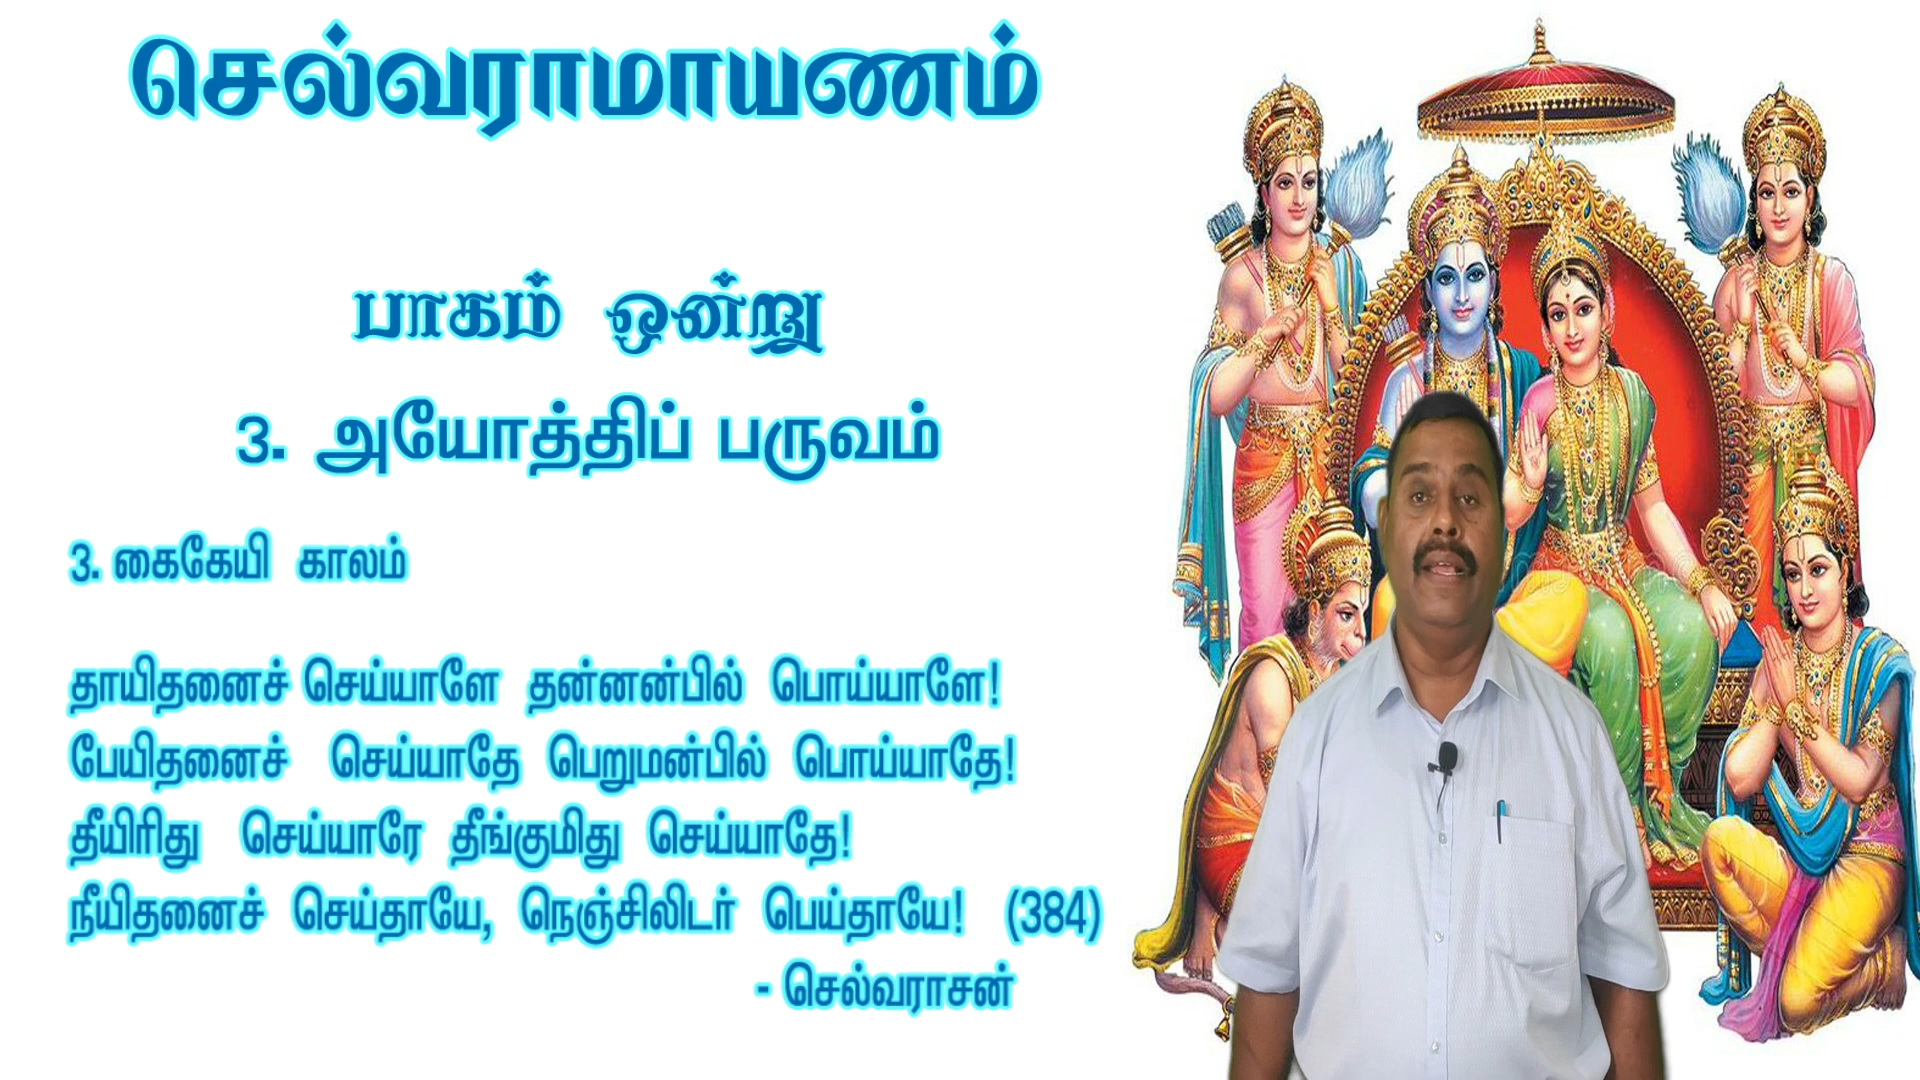 செல்வராமாயணம்
பாகம் ஒன்று
3. அயோத்திப் பருவம்
3. கைகேயி காலம்
தாயிதனைச் செய்யாளே தன்னன்பில் பொய்யாளே!
பேயிதனைச் செய்யாதே பெறுமன்பில் பொய்யாதே!
தீயிரிது செய்யாரே தீங்குமிது செய்யாதே!
நீயிதனைச் செய்தாயே, நெஞ்சிலிடர் பெய்தாயே! (384)
- செல்வராசன்